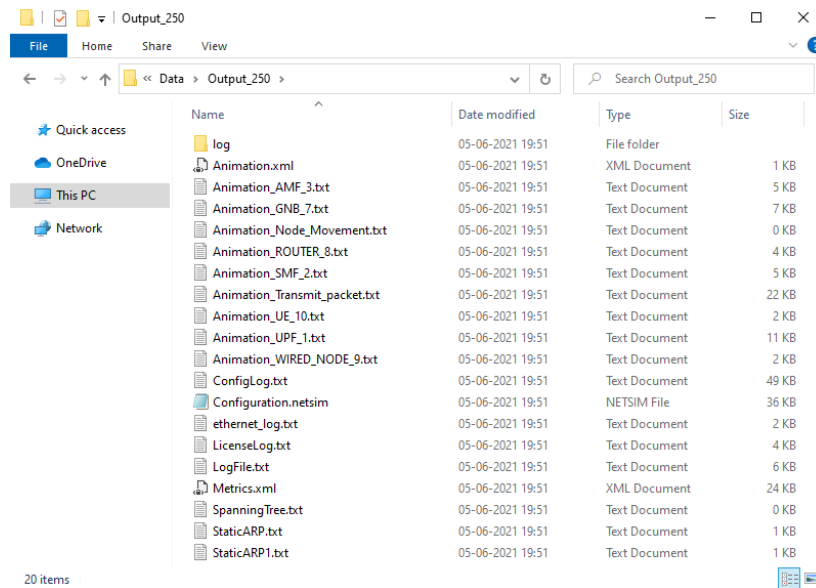 Output_250
File Home Share View
« Data > Output_250 > Search Output_250
Name Date modified Type Size
Quick access
OneDrive
This PC
Network
log 05-06-2021 19:51 File folder
Animation.xml 05-06-2021 19:51 XML Document 1 KB
Animation_AMF_3.txt 05-06-2021 19:51 Text Document 5 KB
Animation_GNB_7.txt 05-06-2021 19:51 Text Document 7 KB
Animation_Node_Movement.txt 05-06-2021 19:51 Text Document 0 KB
Animation_ROUTER_8.txt 05-06-2021 19:51 Text Document 4 KB
Animation_SMF_2.txt 05-06-2021 19:51 Text Document 5 KB
Animation_Transmit_packet.txt 05-06-2021 19:51 Text Document 22 KB
Animation_UE_10.txt 05-06-2021 19:51 Text Document 2 KB
Animation_UPF_1.txt 05-06-2021 19:51 Text Document 11 KB
Animation_WIRED_NODE_9.txt 05-06-2021 19:51 Text Document 2 KB
ConfigLog.txt 05-06-2021 19:51 Text Document 49 KB
Configuration.netsim 05-06-2021 19:51 NETSIM File 36 KB
ethernet_log.txt 05-06-2021 19:51 Text Document 2 KB
LicenseLog.txt 05-06-2021 19:51 Text Document 4 KB
LogFile.txt 05-06-2021 19:51 Text Document 6 KB
Metrics.xml 05-06-2021 19:51 XML Document 24 KB
SpanningTree.txt 05-06-2021 19:51 Text Document 0 KB
StaticARP.txt 05-06-2021 19:51 Text Document 1 KB
StaticARP1.txt 05-06-2021 19:51 Text Document 1 KB
20 items